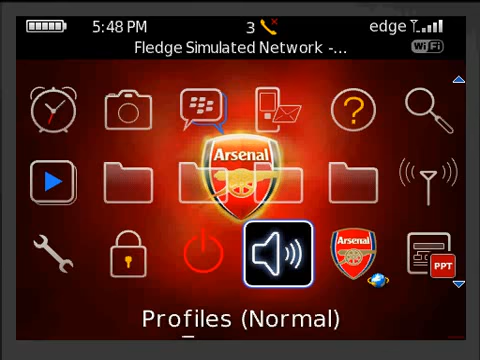 5:48 PM 3 edge
Fledge Simulated Network -... WiFi
?
Arsenal
Arsenal
PPT
Profiles (Normal)